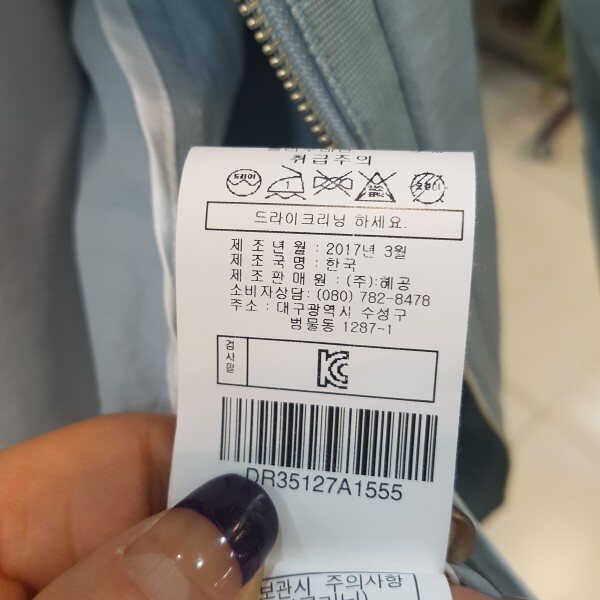 취급주의
드라이
드라이크리닝 하세요.
제조년월 : 2017년 3월
제조국명 : 한국
제조판매원 : (주)혜공
소비자상담: (080) 782-8478
주소 : 대구광역시 수성구
범물동 1287-1
검사필
DR35127A1555
보관시 주의사항